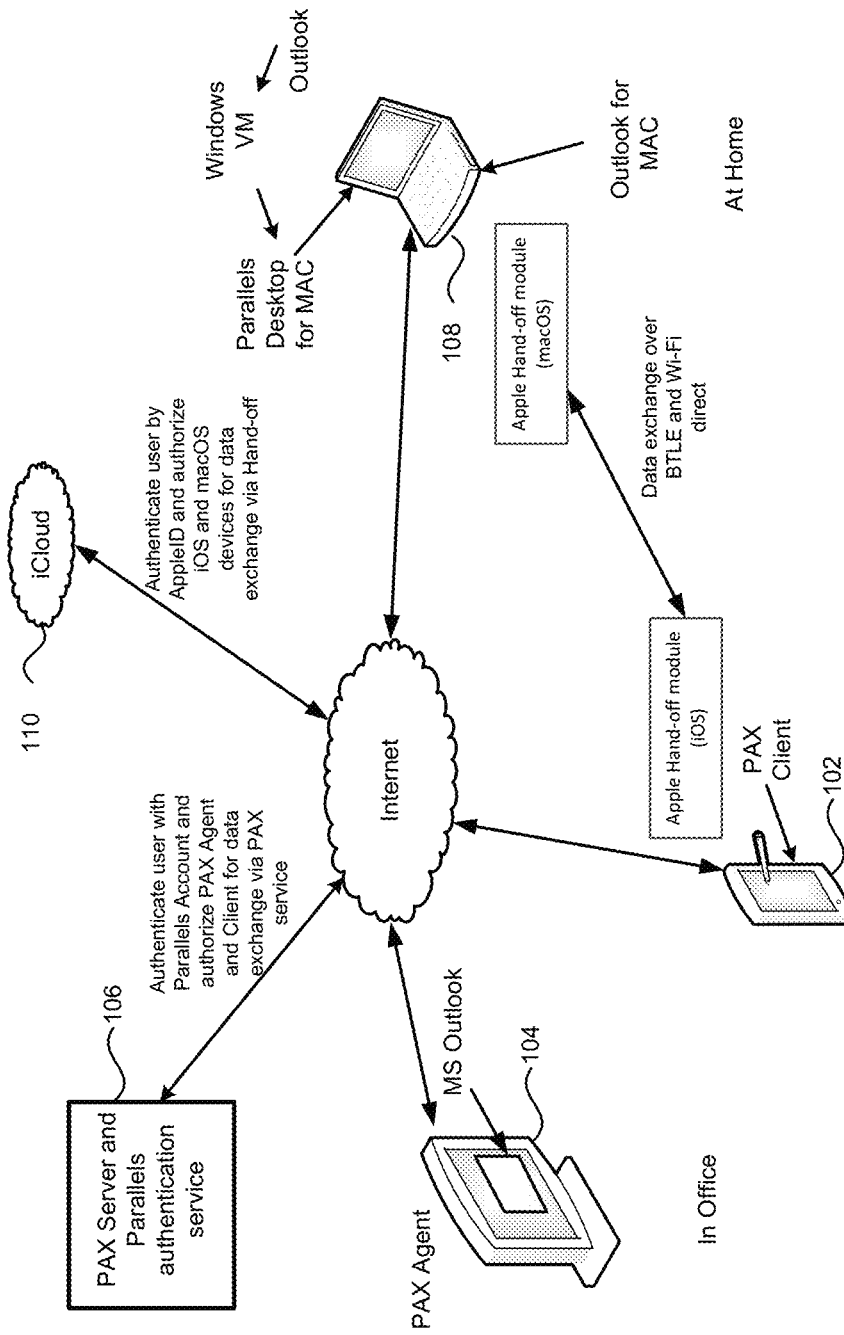 PAX Server and
Parallels
authentication
service
106
Authenticate user with
Parallels Account and
authorize PAX Agent
and Client for data
exchange via PAX
service
110
iCloud
Authenticate user by
AppleID and authorize
iOS and macOS
devices for data
exchange via Hand-off
Windows
VM
Outlook
Parallels
Desktop
for MAC
108
Outlook for
MAC
At Home
Internet
PAX Agent
MS Outlook
104
In Office
Apple Hand-off module
(macOS)
Data exchange over
BTLE and Wi-Fi
direct
Apple Hand-off module
(iOS)
PAX
Client
102